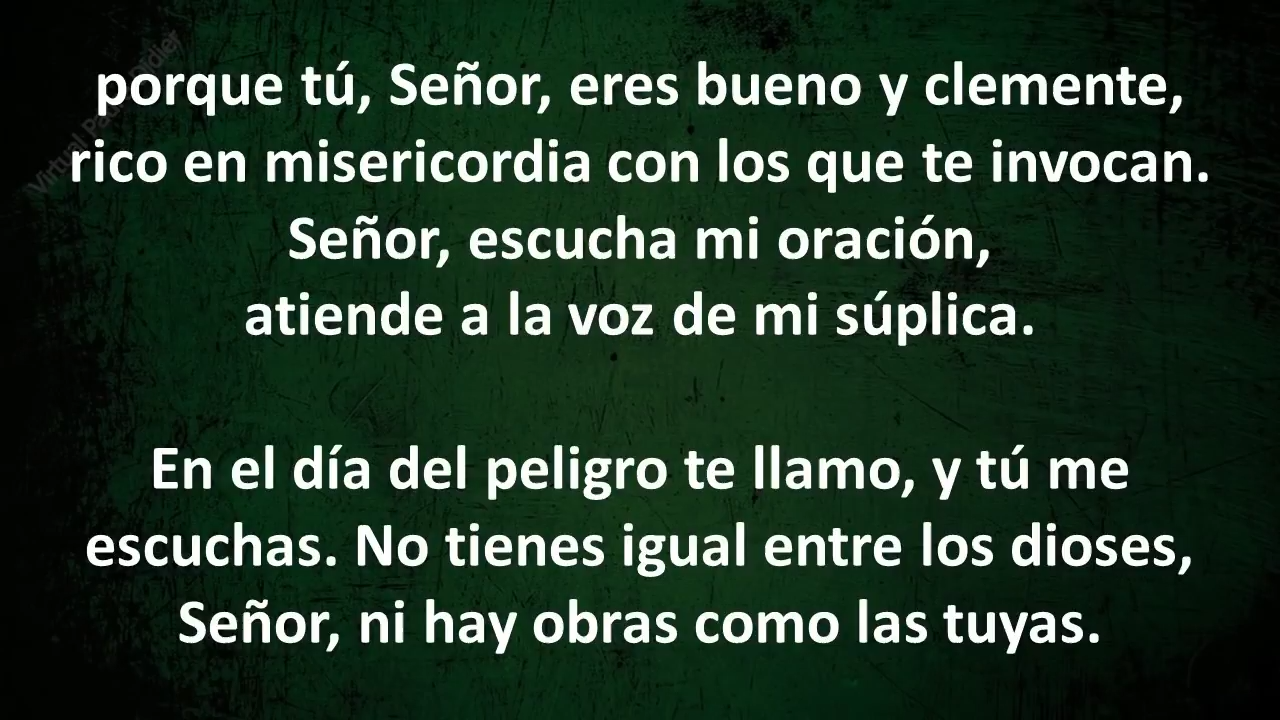 porque tú, Señor, eres bueno y clemente,
rico en misericordia con los que te invocan.
Señor, escucha mi oración,
atiende a la voz de mi súplica.
En el día del peligro te llamo, y tú me
escuchas. No tienes igual entre los dioses,
Señor, ni hay obras como las tuyas.
Virtual